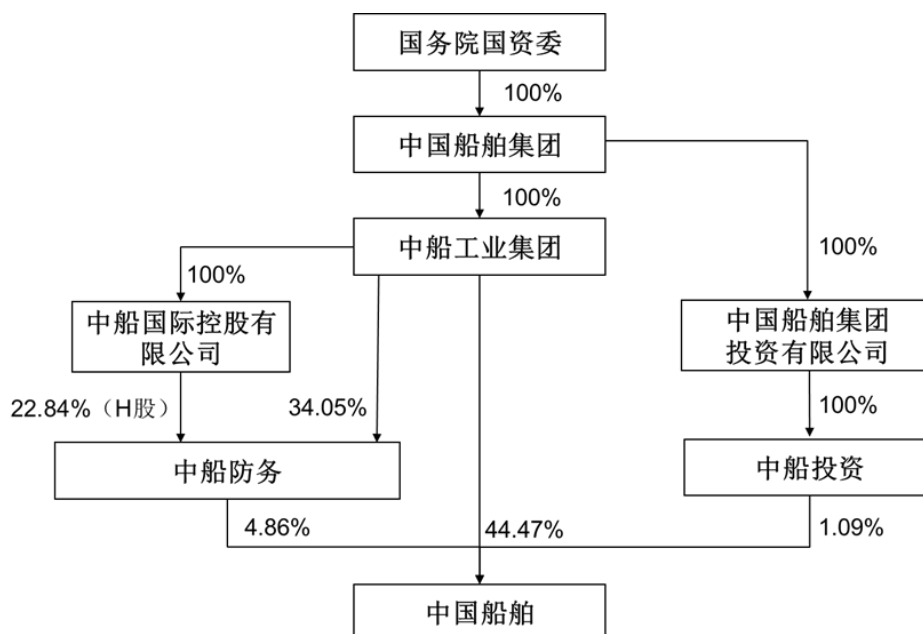 国务院国资委
100%
中国船舶集团
100%
中船工业集团
100%
100%
中船国际控股有
限公司
中国船舶集团
投资有限公司
22.84%（H股）
34.05%
100%
中船防务
中船投资
4.86%
44.47%
1.09%
中国船舶